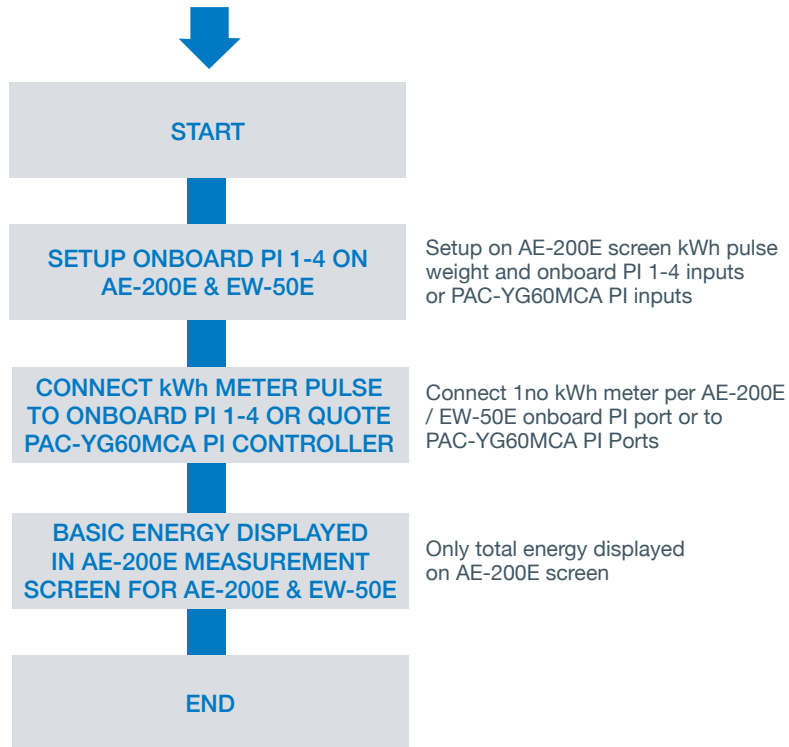 START
SETUP ONBOARD PI 1-4 ON
AE-200E & EW-50E
Setup on AE-200E screen kWh pulse
weight and onboard PI 1-4 inputs
or PAC-YG60MCA PI inputs
CONNECT kWh METER PULSE
TO ONBOARD PI 1-4 OR QUOTE
PAC-YG60MCA PI CONTROLLER
Connect 1no kWh meter per AE-200E
/ EW-50E onboard PI port or to
PAC-YG60MCA PI Ports
BASIC ENERGY DISPLAYED
IN AE-200E MEASUREMENT
SCREEN FOR AE-200E & EW-50E
Only total energy displayed
on AE-200E screen
END